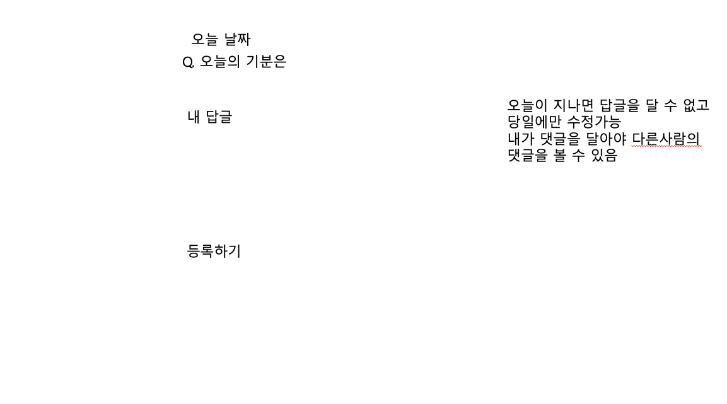 오늘 날짜
Q. 오늘의 기분은
내 답글
오늘이 지나면 답글을 달 수 없고
당일에만 수정가능
내가 댓글을 달아야 다른사람의
댓글을 볼 수 있음
등록하기